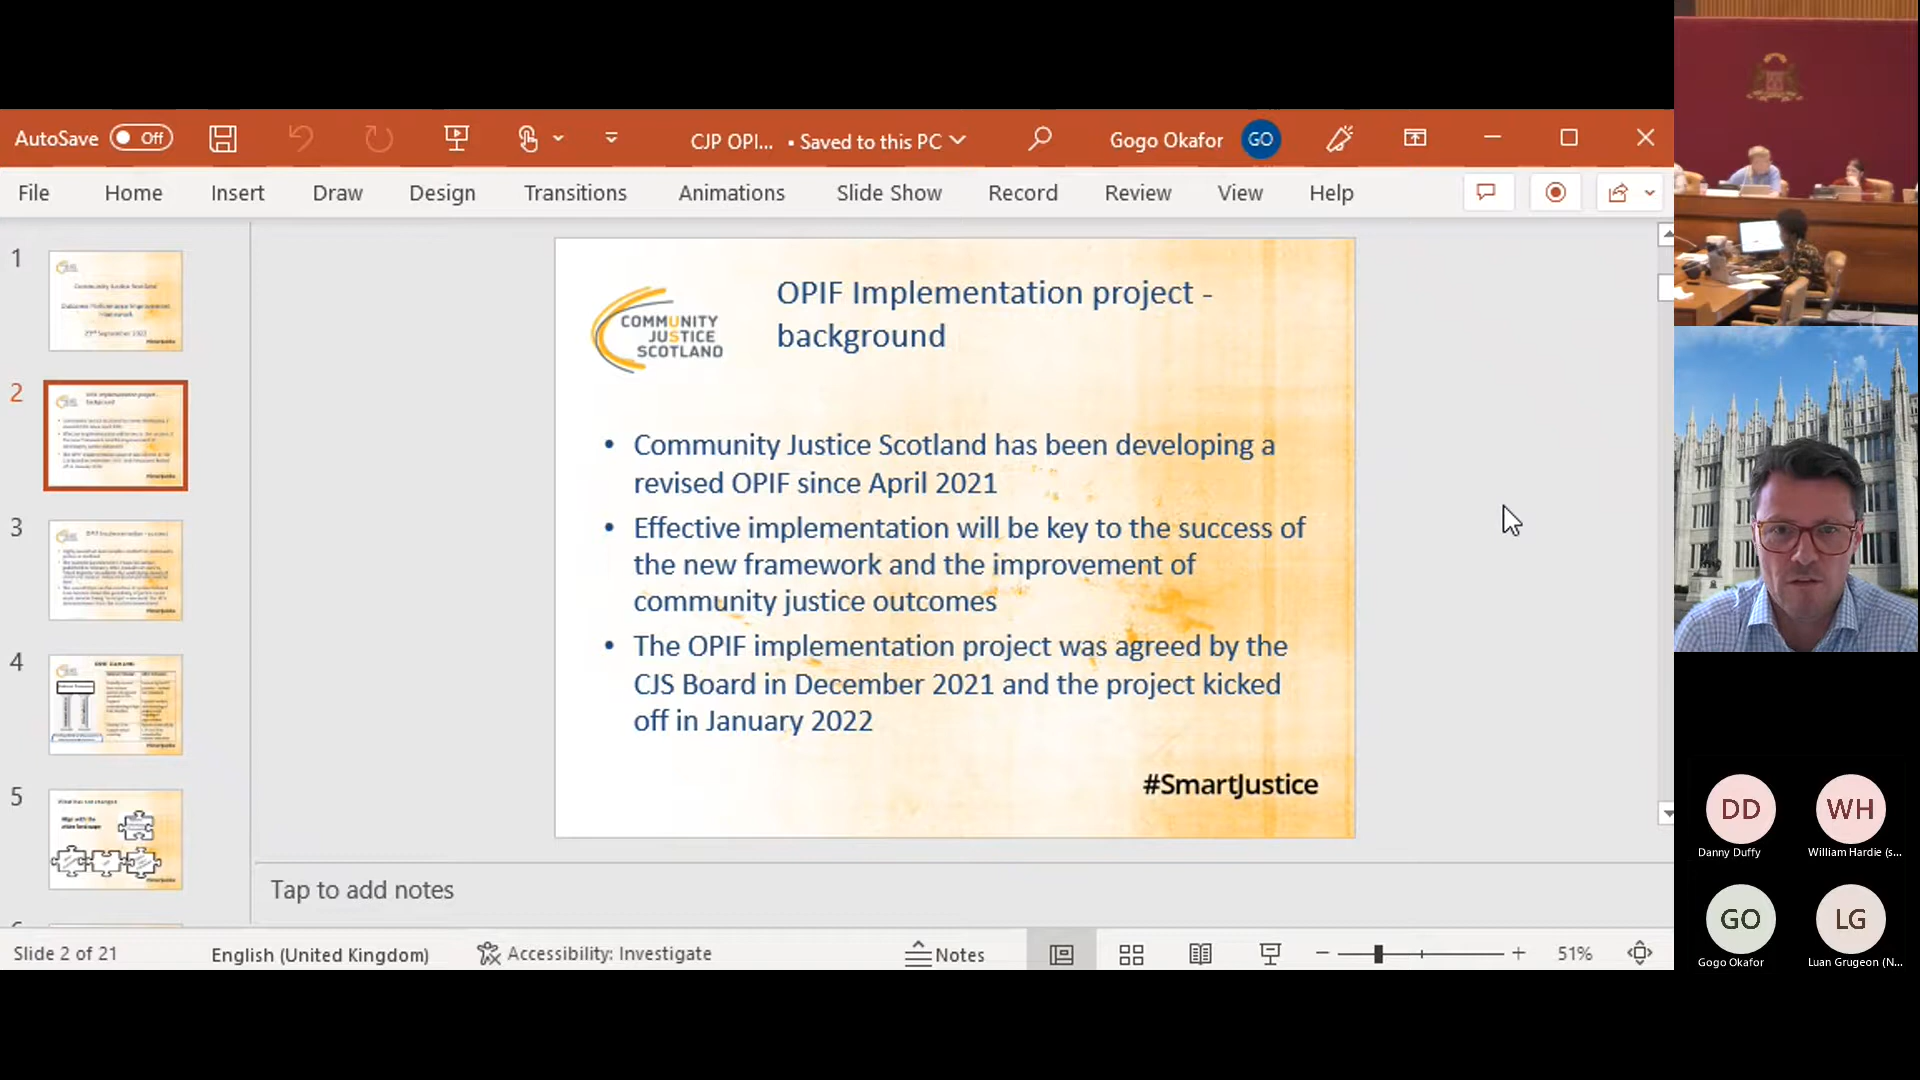 AutoSave
Off
CJP OPI... • Saved to this PC
Gogo Okafor
GO
File
Home
Insert
Draw
Design
Transitions
Animations
Slide Show
Record
Review
View
Help
1
2
3
4
5
COMMUNITY
JUSTICE
SCOTLAND
OPIF Implementation project -
background
• Community Justice Scotland has been developing a
revised OPIF since April 2021
• Effective implementation will be key to the success of
the new framework and the improvement of
community justice outcomes
• The OPIF implementation project was agreed by the
CJS Board in December 2021 and the project kicked
off in January 2022
#SmartJustice
Tap to add notes
Slide 2 of 21
English (United Kingdom)
Accessibility: Investigate
Notes
51%
DD
Danny Duffy
WH
William Hardie (s...
GO
Gogo Okafor
LG
Luan Grugeon (N...